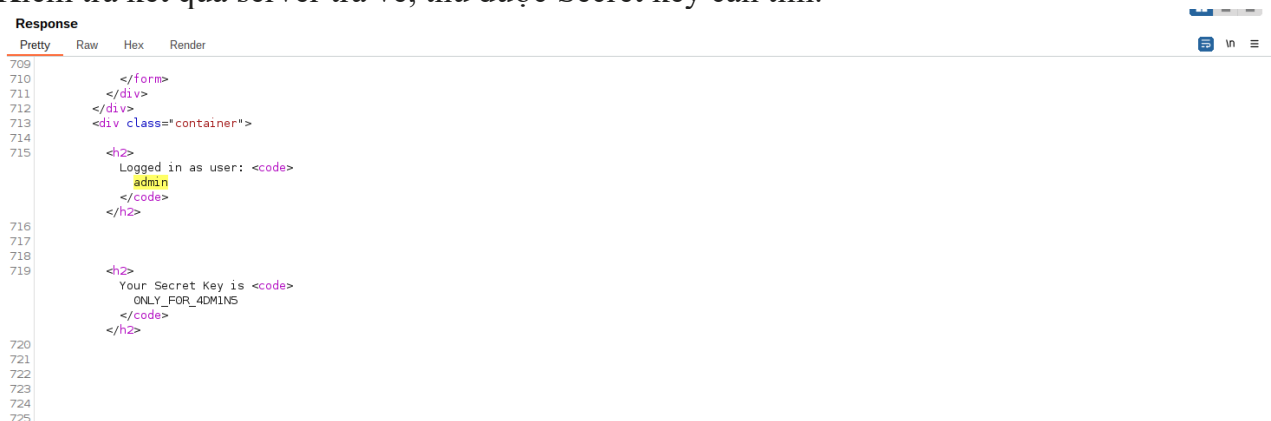 Response
Pretty Raw Hex Render
\n
709
710 </form>
711 </div>
712 </div>
713 <div class="container">
714
715 <h2>
Logged in as user: <code>
admin
</code>
</h2>
716
717
718
719 <h2>
Your Secret Key is <code>
ONLY_FOR_4DM1N5
</code>
</h2>
720
721
722
723
724
725